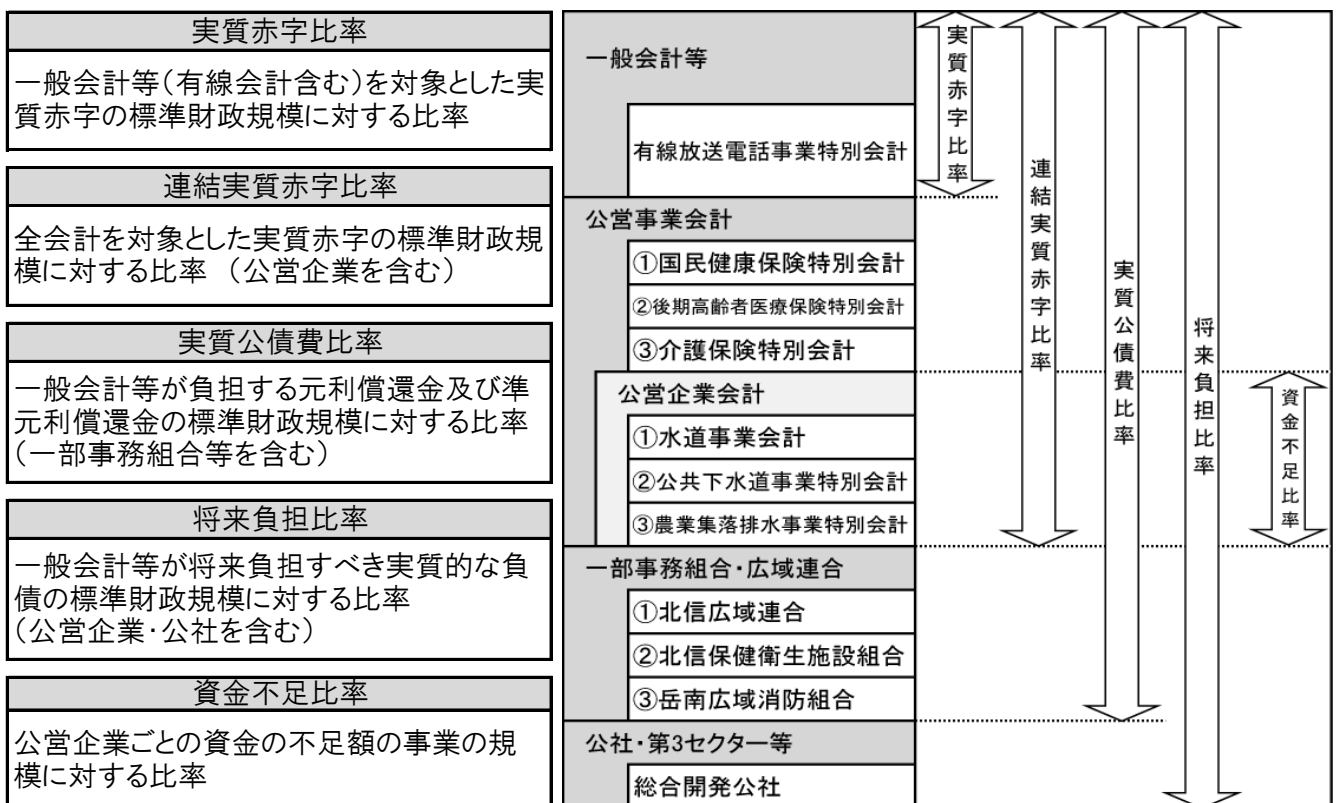 実質赤字比率
一般会計等（有線会計含む）を対象とした実
質赤字の標準財政規模に対する比率
連結実質赤字比率
全会計を対象とした実質赤字の標準財政規
模に対する比率　（公営企業を含む）
実質公債費比率
一般会計等が負担する元利償還金及び準
元利償還金の標準財政規模に対する比率
（一部事務組合等を含む）
将来負担比率
一般会計等が将来負担すべき実質的な負
債の標準財政規模に対する比率
（公営企業・公社を含む）
資金不足比率
公営企業ごとの資金の不足額の事業の規
模に対する比率
一般会計等
有線放送電話事業特別会計
公営事業会計
①国民健康保険特別会計
②後期高齢者医療保険特別会計
③介護保険特別会計
公営企業会計
①水道事業会計
②公共下水道事業特別会計
③農業集落排水事業特別会計
一部事務組合・広域連合
①北信広域連合
②北信保健衛生施設組合
③岳南広域消防組合
公社・第3セクター等
総合開発公社
実質赤字比率
連結実質赤字比率
実質公債費比率
将来負担比率
資金不足比率